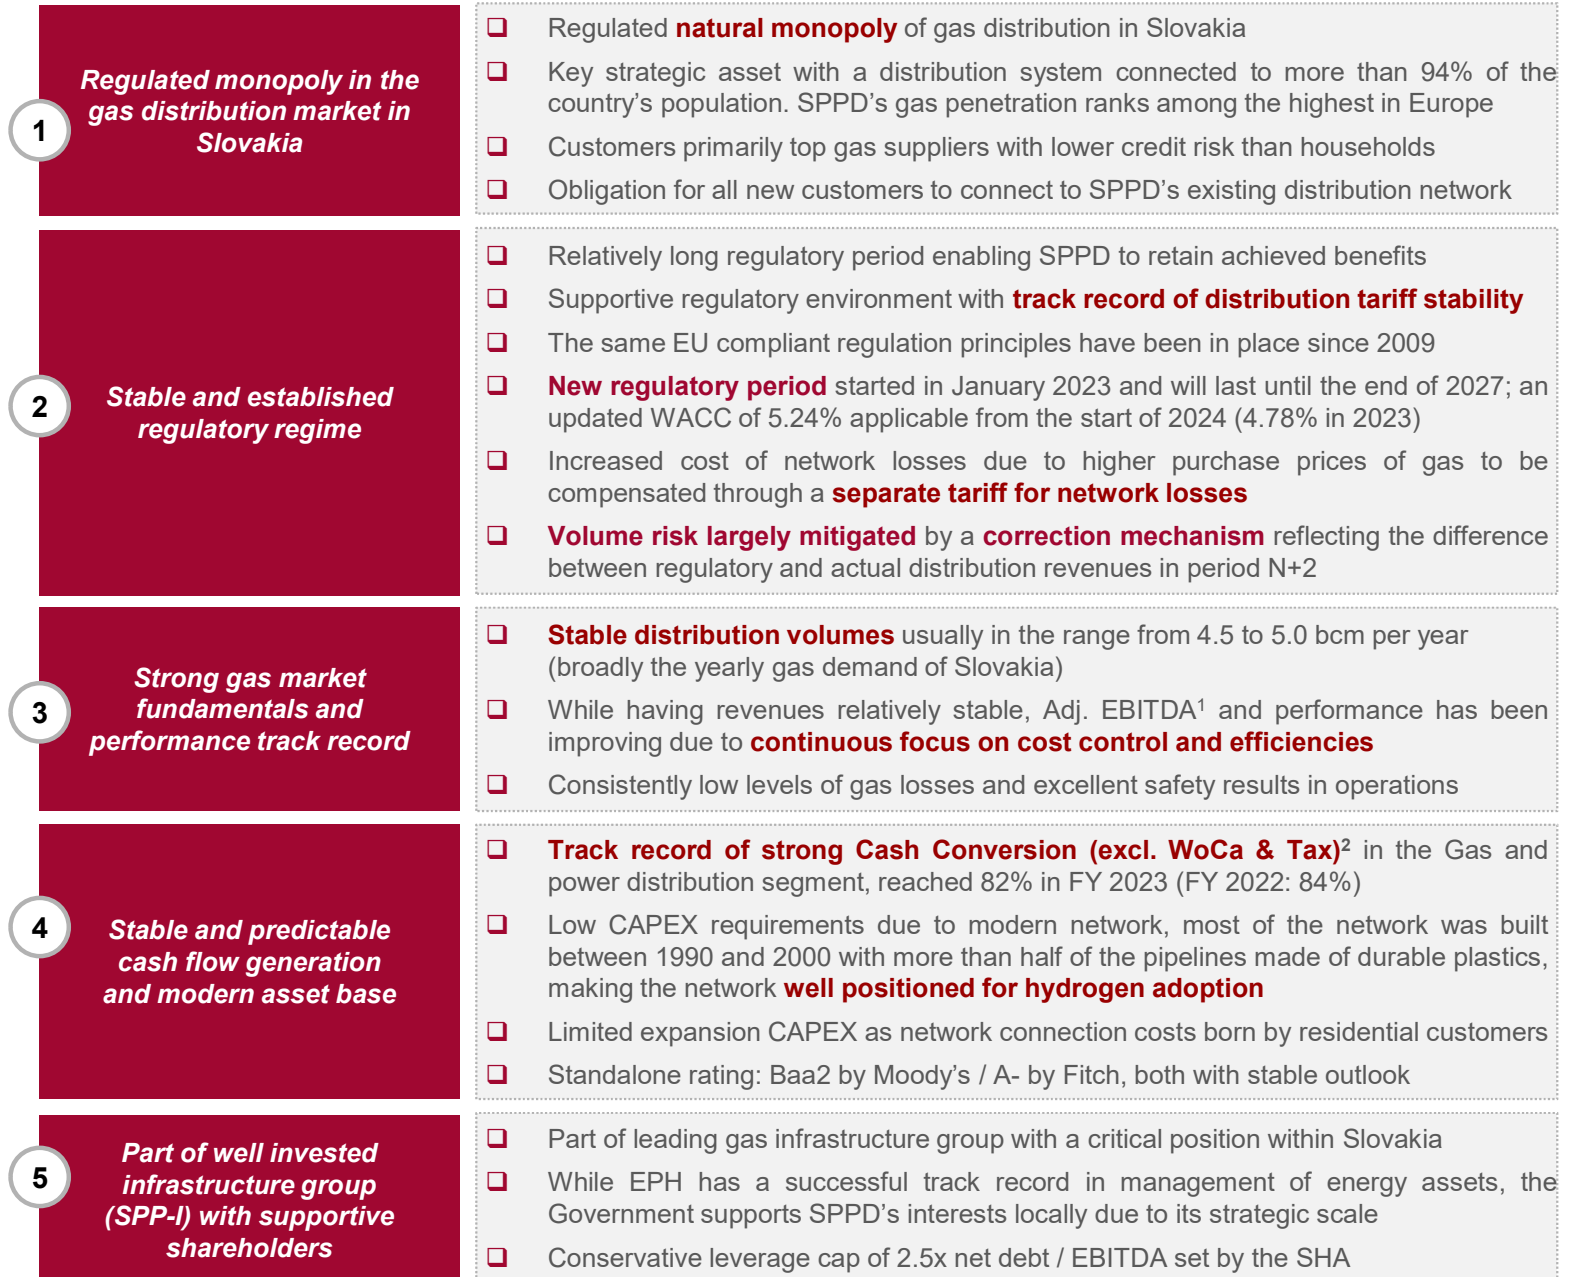 1
Regulated monopoly in the
gas distribution market in
Slovakia
❑ Regulated natural monopoly of gas distribution in Slovakia
❑ Key strategic asset with a distribution system connected to more than 94% of the
country’s population. SPPD’s gas penetration ranks among the highest in Europe
❑ Customers primarily top gas suppliers with lower credit risk than households
❑ Obligation for all new customers to connect to SPPD’s existing distribution network
2
Stable and established
regulatory regime
❑ Relatively long regulatory period enabling SPPD to retain achieved benefits
❑ Supportive regulatory environment with track record of distribution tariff stability
❑ The same EU compliant regulation principles have been in place since 2009
❑ New regulatory period started in January 2023 and will last until the end of 2027; an
updated WACC of 5.24% applicable from the start of 2024 (4.78% in 2023)
❑ Increased cost of network losses due to higher purchase prices of gas to be
compensated through a separate tariff for network losses
❑ Volume risk largely mitigated by a correction mechanism reflecting the difference
between regulatory and actual distribution revenues in period N+2
3
Strong gas market
fundamentals and
performance track record
❑ Stable distribution volumes usually in the range from 4.5 to 5.0 bcm per year
(broadly the yearly gas demand of Slovakia)
❑ While having revenues relatively stable, Adj. EBITDA¹ and performance has been
improving due to continuous focus on cost control and efficiencies
❑ Consistently low levels of gas losses and excellent safety results in operations
4
Stable and predictable
cash flow generation
and modern asset base
❑ Track record of strong Cash Conversion (excl. WoCa & Tax)² in the Gas and
power distribution segment, reached 82% in FY 2023 (FY 2022: 84%)
❑ Low CAPEX requirements due to modern network, most of the network was built
between 1990 and 2000 with more than half of the pipelines made of durable plastics,
making the network well positioned for hydrogen adoption
❑ Limited expansion CAPEX as network connection costs born by residential customers
❑ Standalone rating: Baa2 by Moody’s / A- by Fitch, both with stable outlook
5
Part of well invested
infrastructure group
(SPP-I) with supportive
shareholders
❑ Part of leading gas infrastructure group with a critical position within Slovakia
❑ While EPH has a successful track record in management of energy assets, the
Government supports SPPD’s interests locally due to its strategic scale
❑ Conservative leverage cap of 2.5x net debt / EBITDA set by the SHA